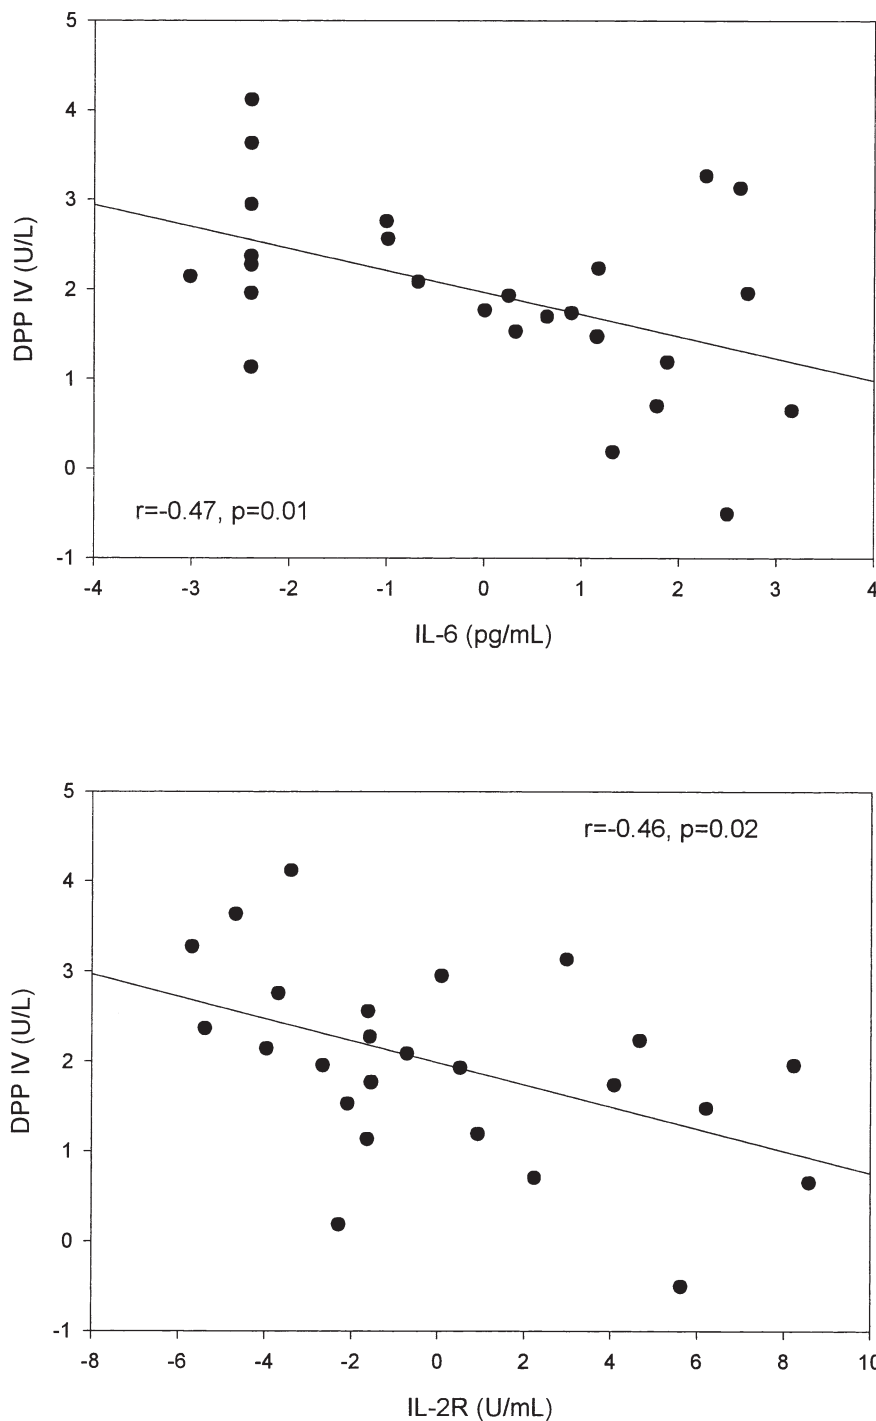 5
4
3
2
1
0
-1
DPP IV (U/L)
r=-0.47, p=0.01
-4 -3 -2 -1 0 1 2 3 4
IL-6 (pg/mL)
5
4
3
2
1
0
-1
DPP IV (U/L)
r=-0.46, p=0.02
-8 -6 -4 -2 0 2 4 6 8 10
IL-2R (U/mL)